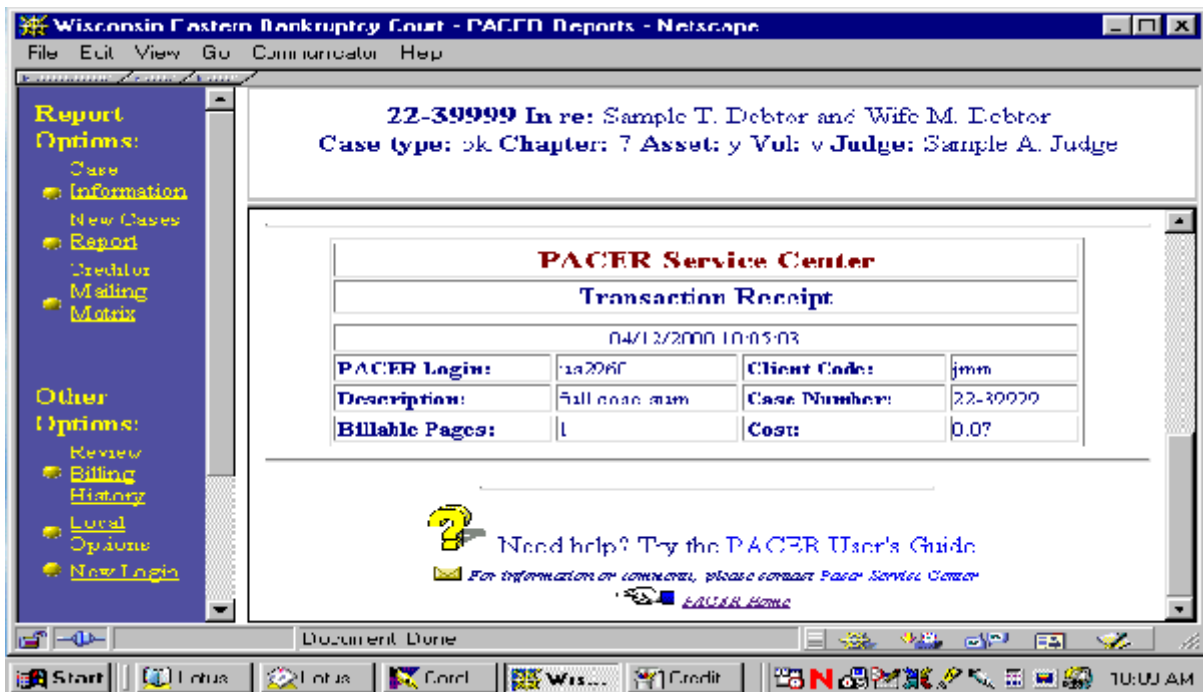 Wisconsin Eastern Bankruptcy Court - PACER Reports - Netscape
File Edit View Go Communicator Help
Report
Options:
Case
Information
New Cases
Report
Creditor
Mailing
Matrix
Other
Options:
Review
Billing
History
Local
Options
New Login
22-39999 In re: Sample T. Debtor and Wife M. Debtor
Case type: bk Chapter: 7 Asset: y Vol: v Judge: Sample A. Judge
PACER Service Center
Transaction Receipt
04/12/2000 10:05:03
PACER Login: Client Code: jmm
Description: full case sum Case Number: 22-39999
Billable Pages: 1 Cost: 0.07
Need help? Try the PACER User's Guide
For information or comments, please contact Pacer Service Center
PACER Home
Document: Done
Start Lotus Lotus Corel Wis... Credit AM